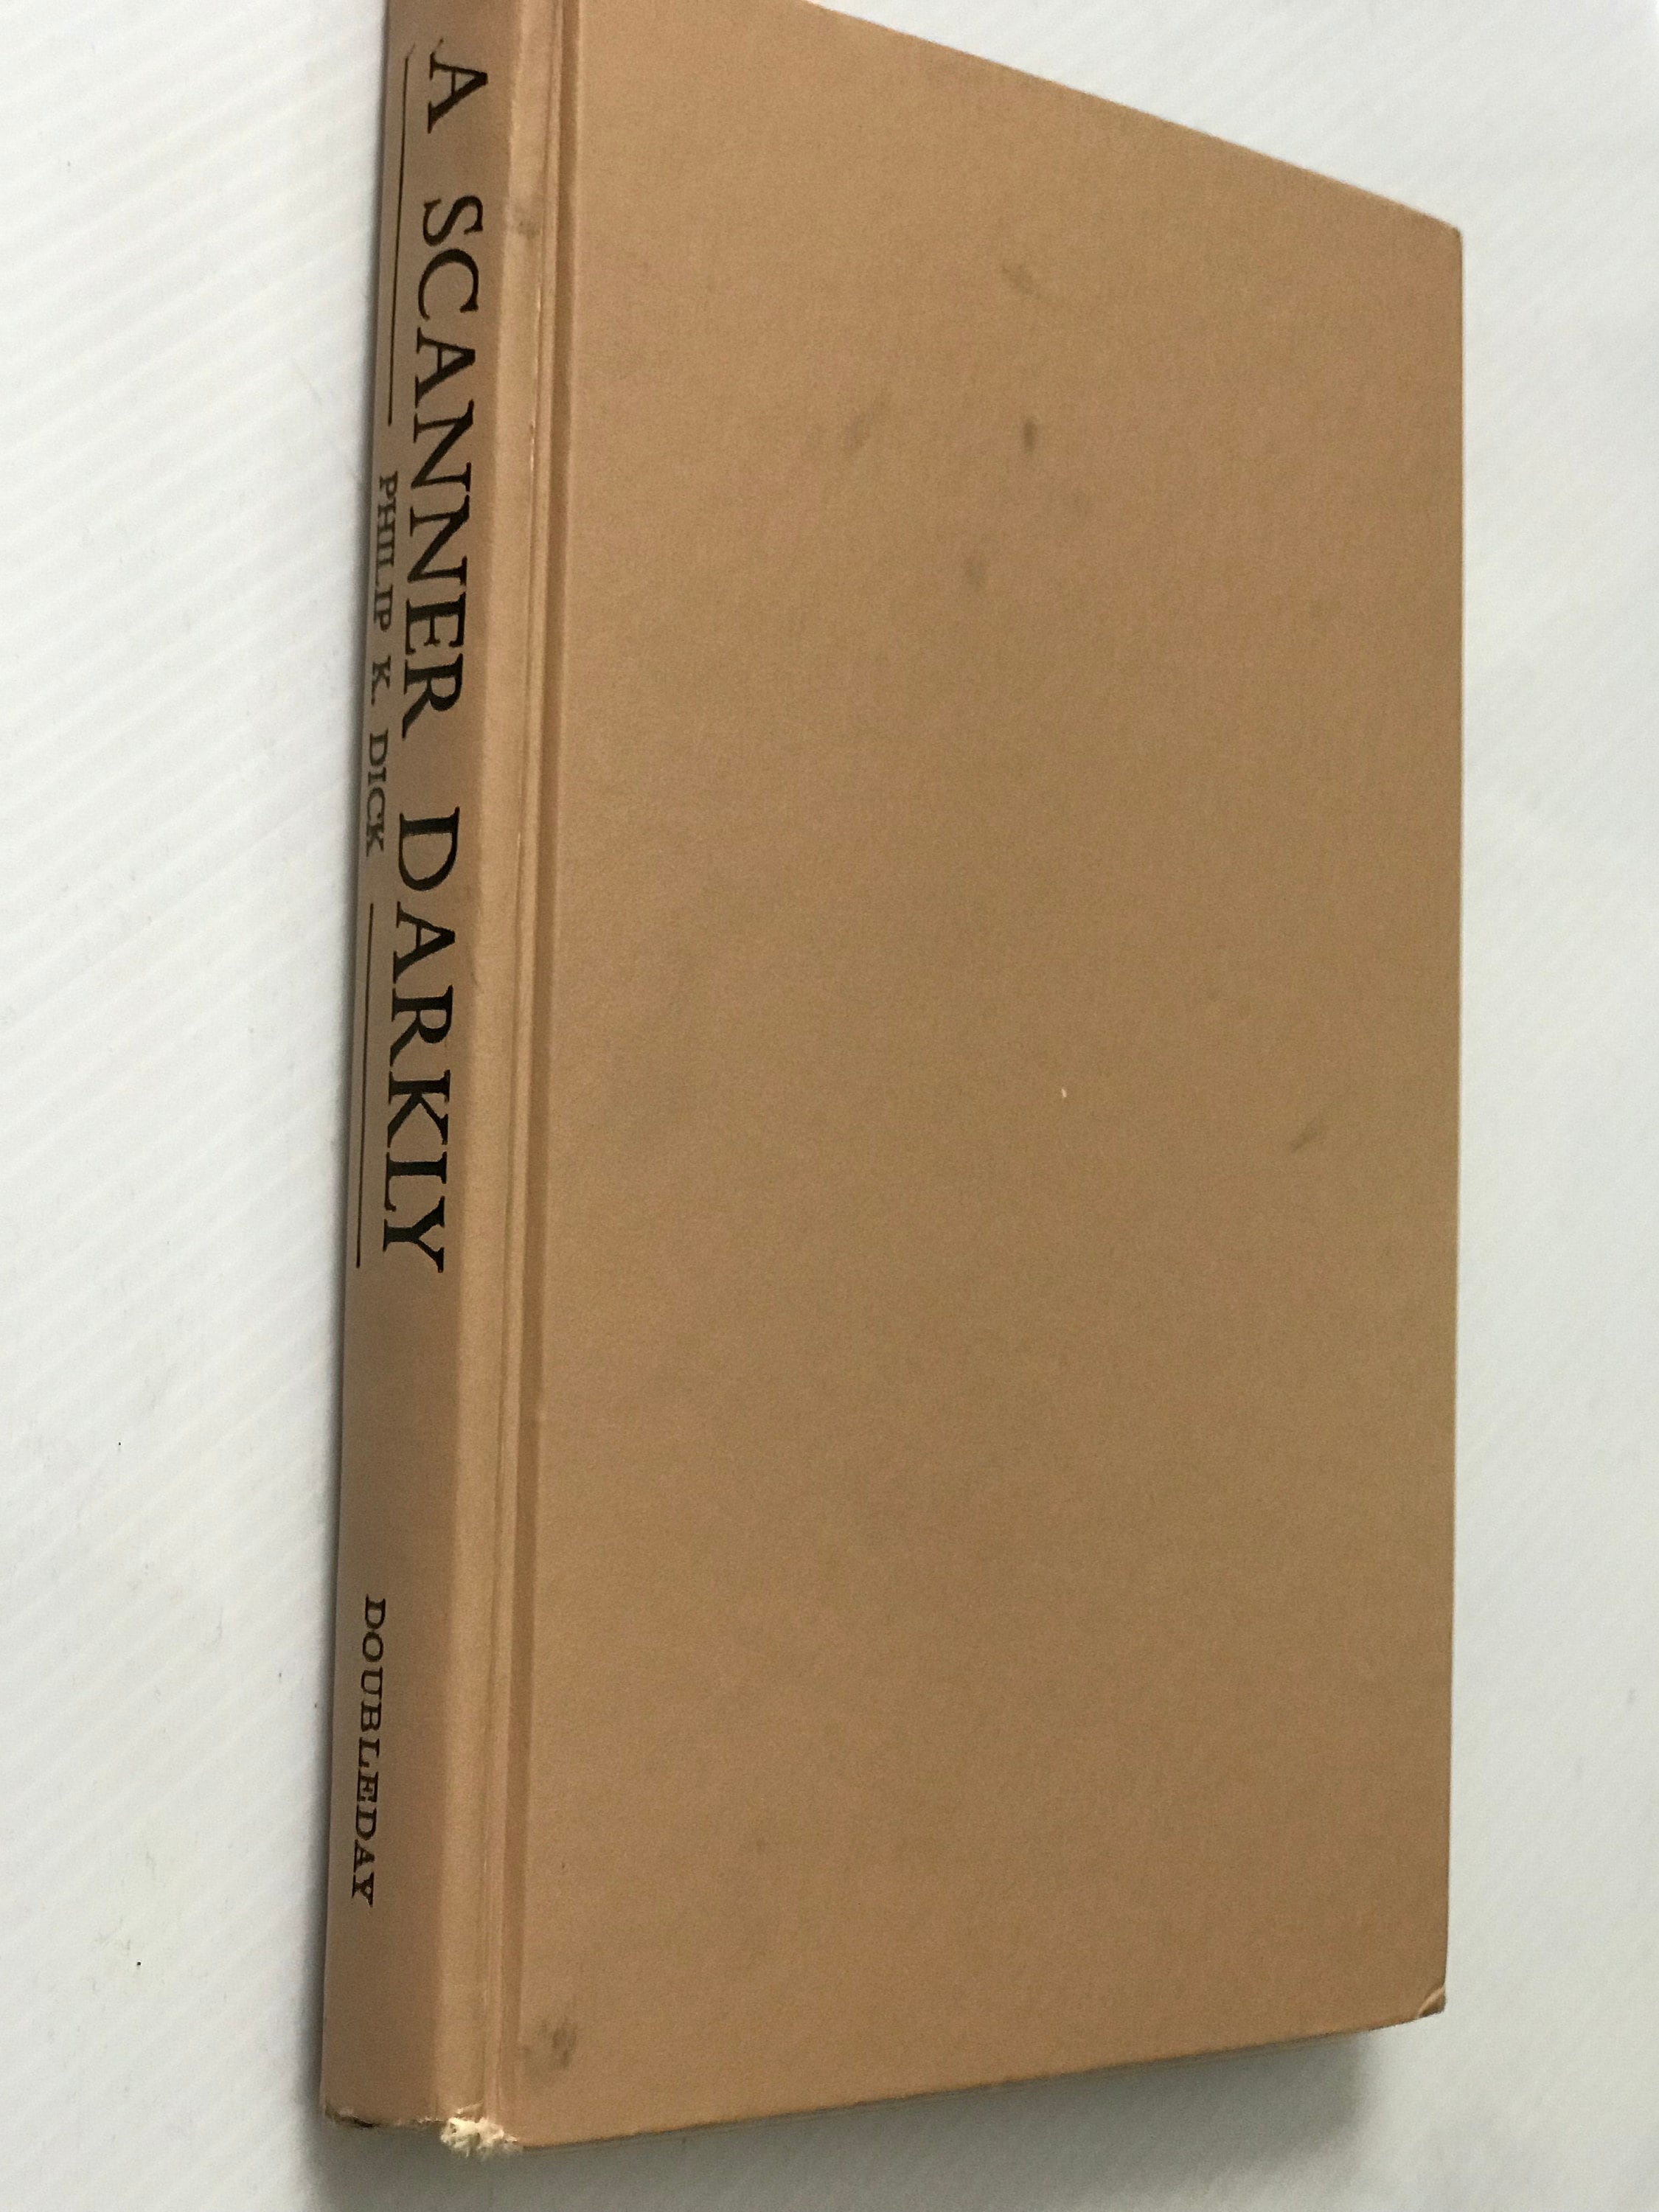 A SCANNER DARKLY
PHILIP K. DICK
DOUBLEDAY